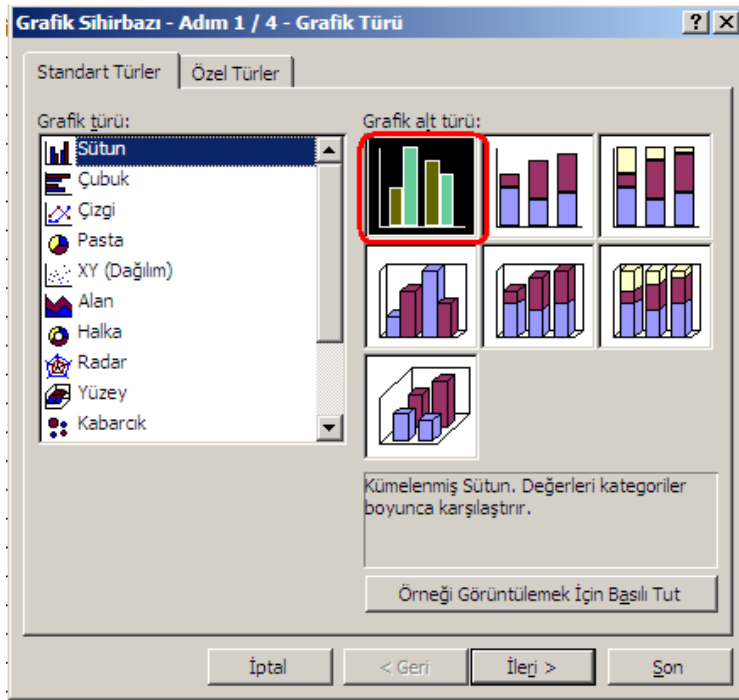 Grafik Sihirbazı - Adım 1 / 4 - Grafik Türü
Standart Türler
Özel Türler
Grafik türü:
Sütun
Çubuk
Çizgi
Pasta
XY (Dağılım)
Alan
Halka
Radar
Yüzey
Kabarcık
Grafik alt türü:
Kümelenmiş Sütun. Değerleri kategoriler
boyunca karşılaştırır.
Örneği Görüntülemek İçin Basılı Tut
İptal
< Geri
İleri >
Son